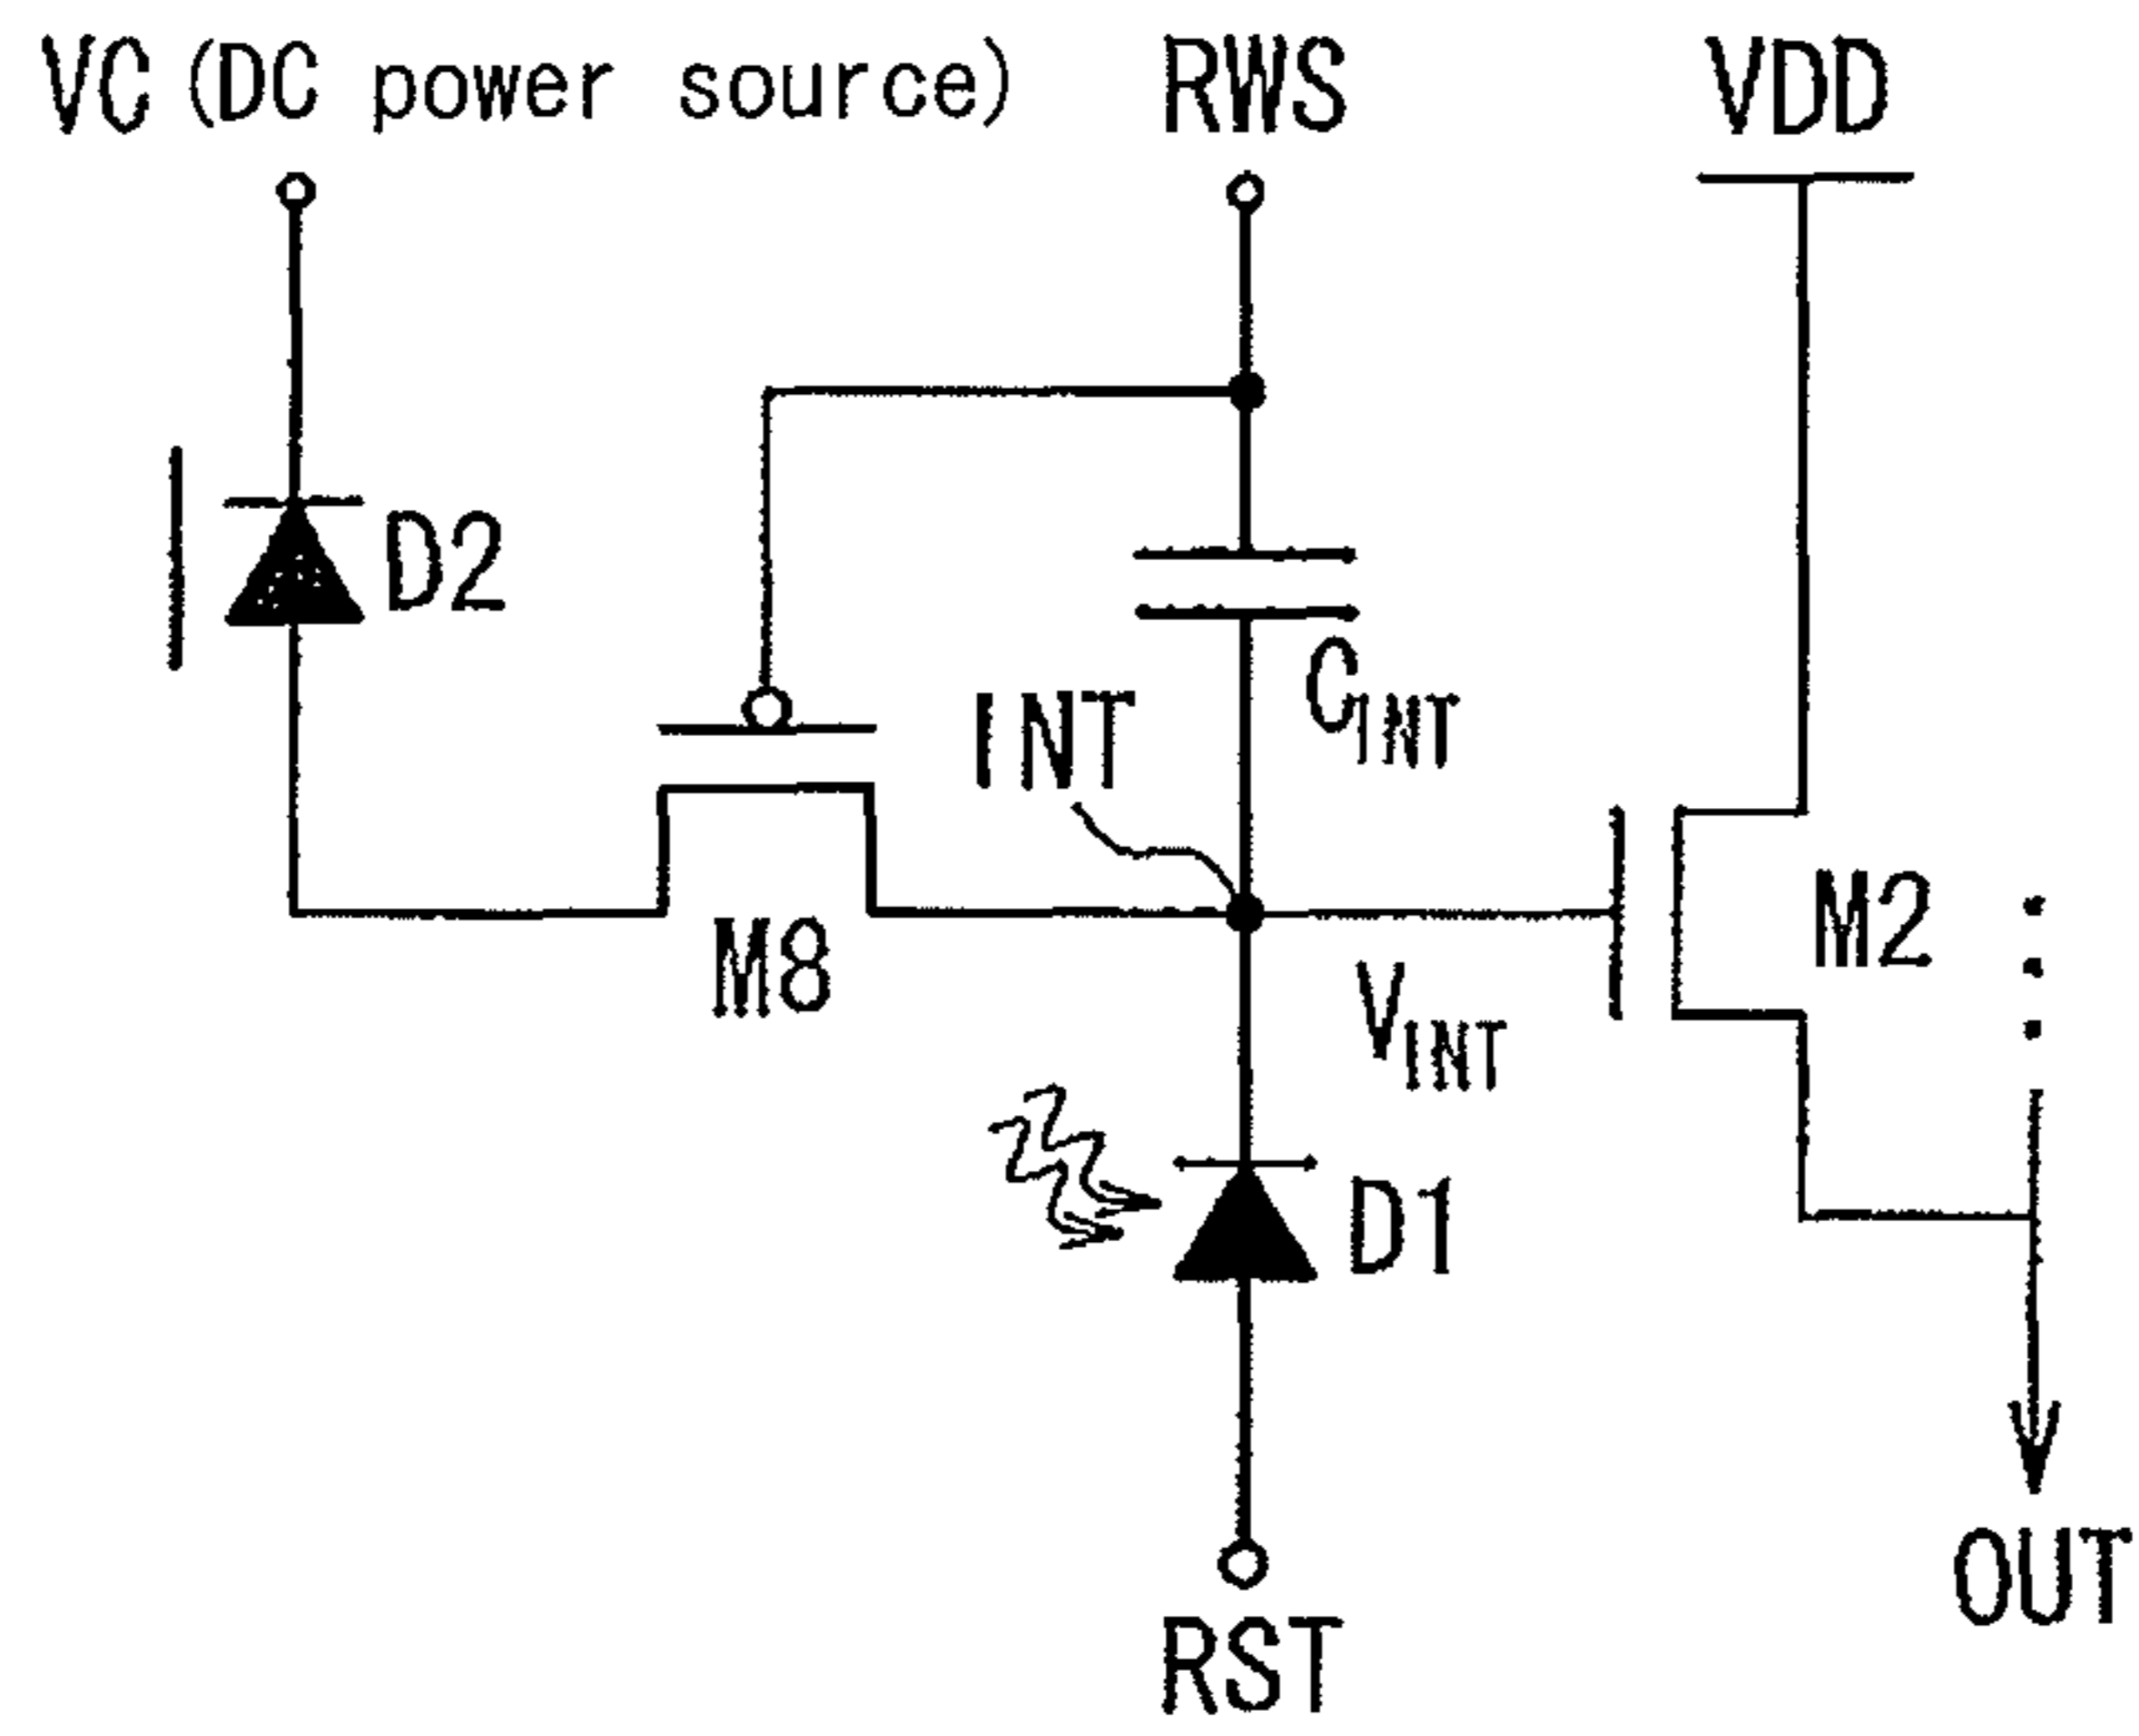 VC (DC power source) RWS VDD
D2
C_INT
INT
M8
M2
V_INT
D1
OUT
RST